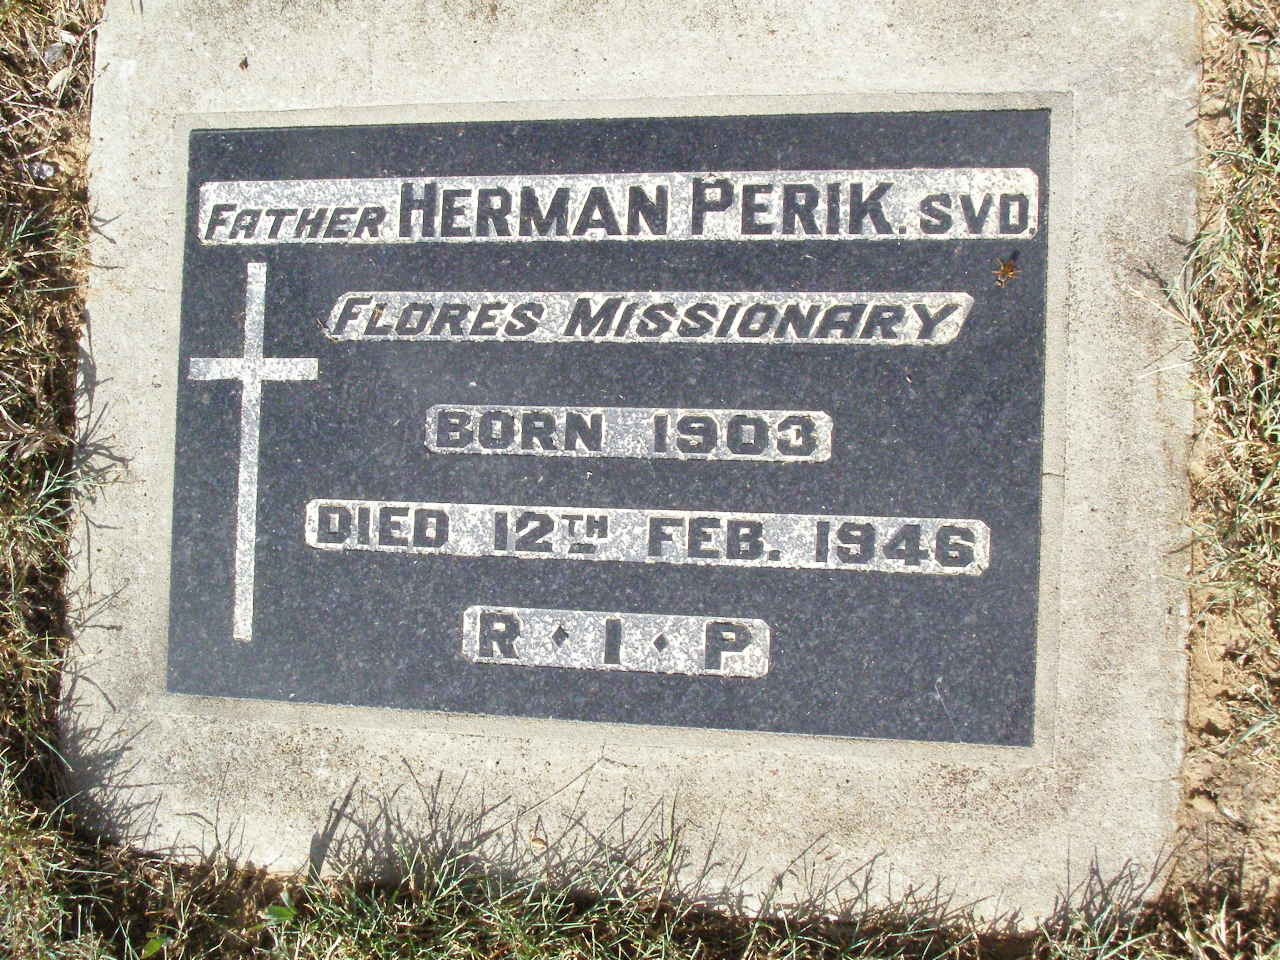 FATHER HERMAN PERIK. SVD.
FLORES MISSIONARY
BORN 1903
DIED 12TH FEB. 1946
R · I · P